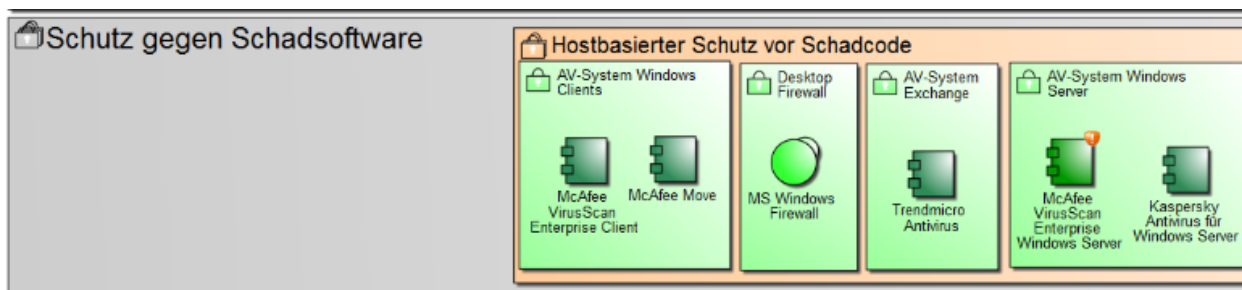 Schutz gegen Schadsoftware
Hostbasierter Schutz vor Schadcode
AV-System Windows
Clients
McAfee
VirusScan
Enterprise Client
McAfee Move
Desktop
Firewall
MS Windows
Firewall
AV-System
Exchange
Trendmicro
Antivirus
AV-System Windows
Server
McAfee
VirusScan
Enterprise
Windows Server
Kaspersky
Antivirus für
Windows Server